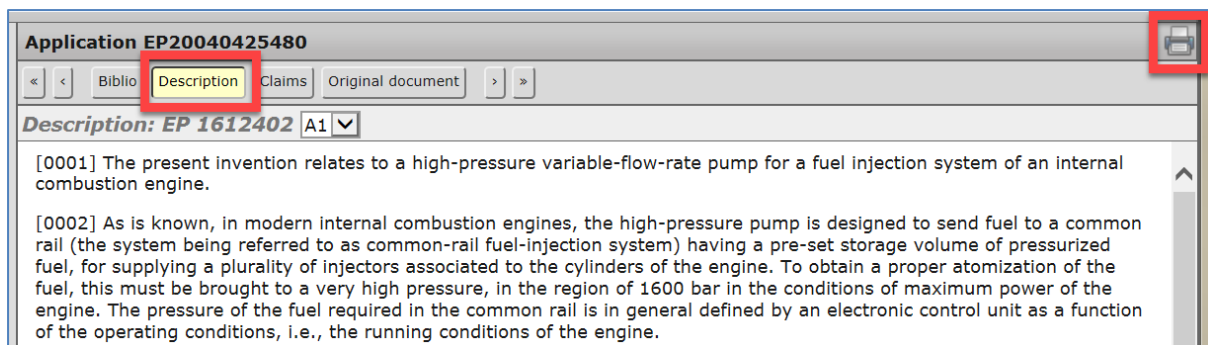 Application EP20040425480
« ‹ Biblio Description Claims Original document › »
Description: EP 1612402 A1
[0001] The present invention relates to a high-pressure variable-flow-rate pump for a fuel injection system of an internal
combustion engine.
[0002] As is known, in modern internal combustion engines, the high-pressure pump is designed to send fuel to a common
rail (the system being referred to as common-rail fuel-injection system) having a pre-set storage volume of pressurized
fuel, for supplying a plurality of injectors associated to the cylinders of the engine. To obtain a proper atomization of the
fuel, this must be brought to a very high pressure, in the region of 1600 bar in the conditions of maximum power of the
engine. The pressure of the fuel required in the common rail is in general defined by an electronic control unit as a function
of the operating conditions, i.e., the running conditions of the engine.